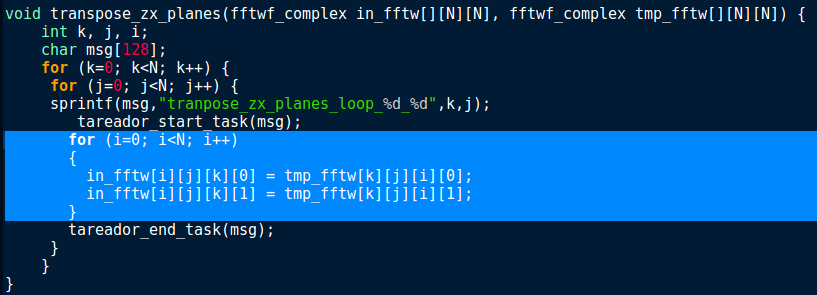 void transpose_zx_planes(fftwf_complex in_fftw[][N][N], fftwf_complex tmp_fftw[][N][N]) {
    int k, j, i;
    char msg[128];
    for (k=0; k<N; k++) {
     for (j=0; j<N; j++) {
     sprintf(msg,"tranpose_zx_planes_loop_%d_%d",k,j);
        tareador_start_task(msg);
       for (i=0; i<N; i++)
       {
         in_fftw[i][j][k][0] = tmp_fftw[k][j][i][0];
         in_fftw[i][j][k][1] = tmp_fftw[k][j][i][1];
       }
       tareador_end_task(msg);
     }
    }
}